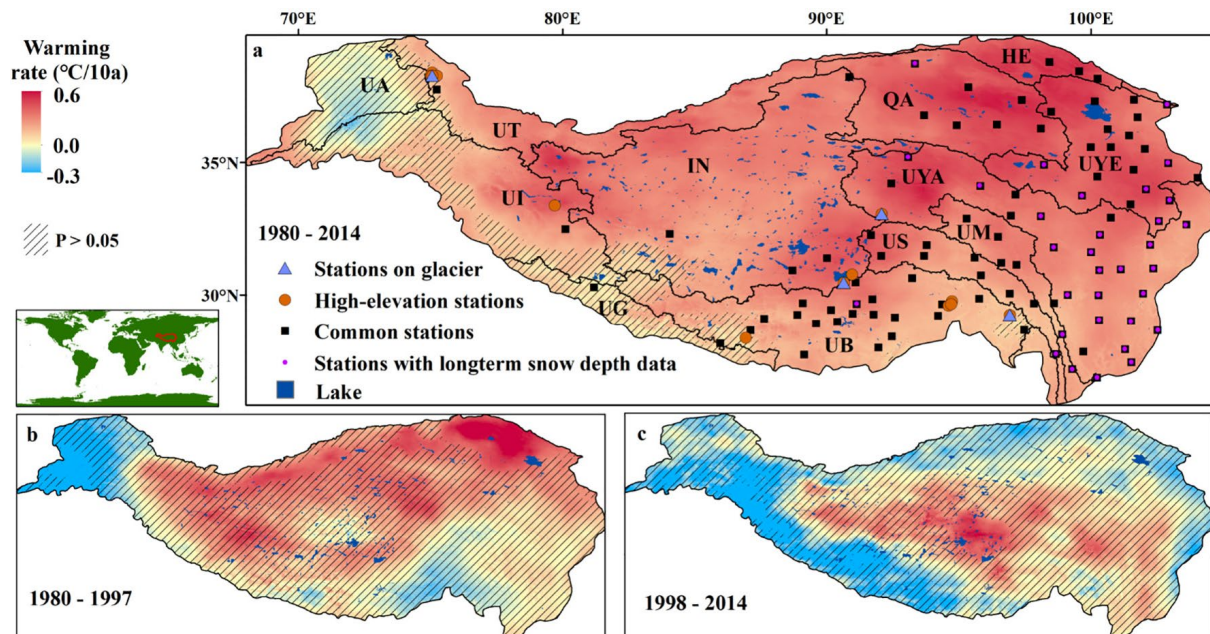 70°E
80°E
90°E
100°E
Warming
rate (°C/10a)
0.6
0.0
-0.3
P > 0.05
a
35°N
30°N
UA
UT
IN
UI
UG
UB
US
UM
UYA
QA
HE
UYE
1980 - 2014
Stations on glacier
High-elevation stations
Common stations
Stations with longterm snow depth data
Lake
b
1980 - 1997
c
1998 - 2014